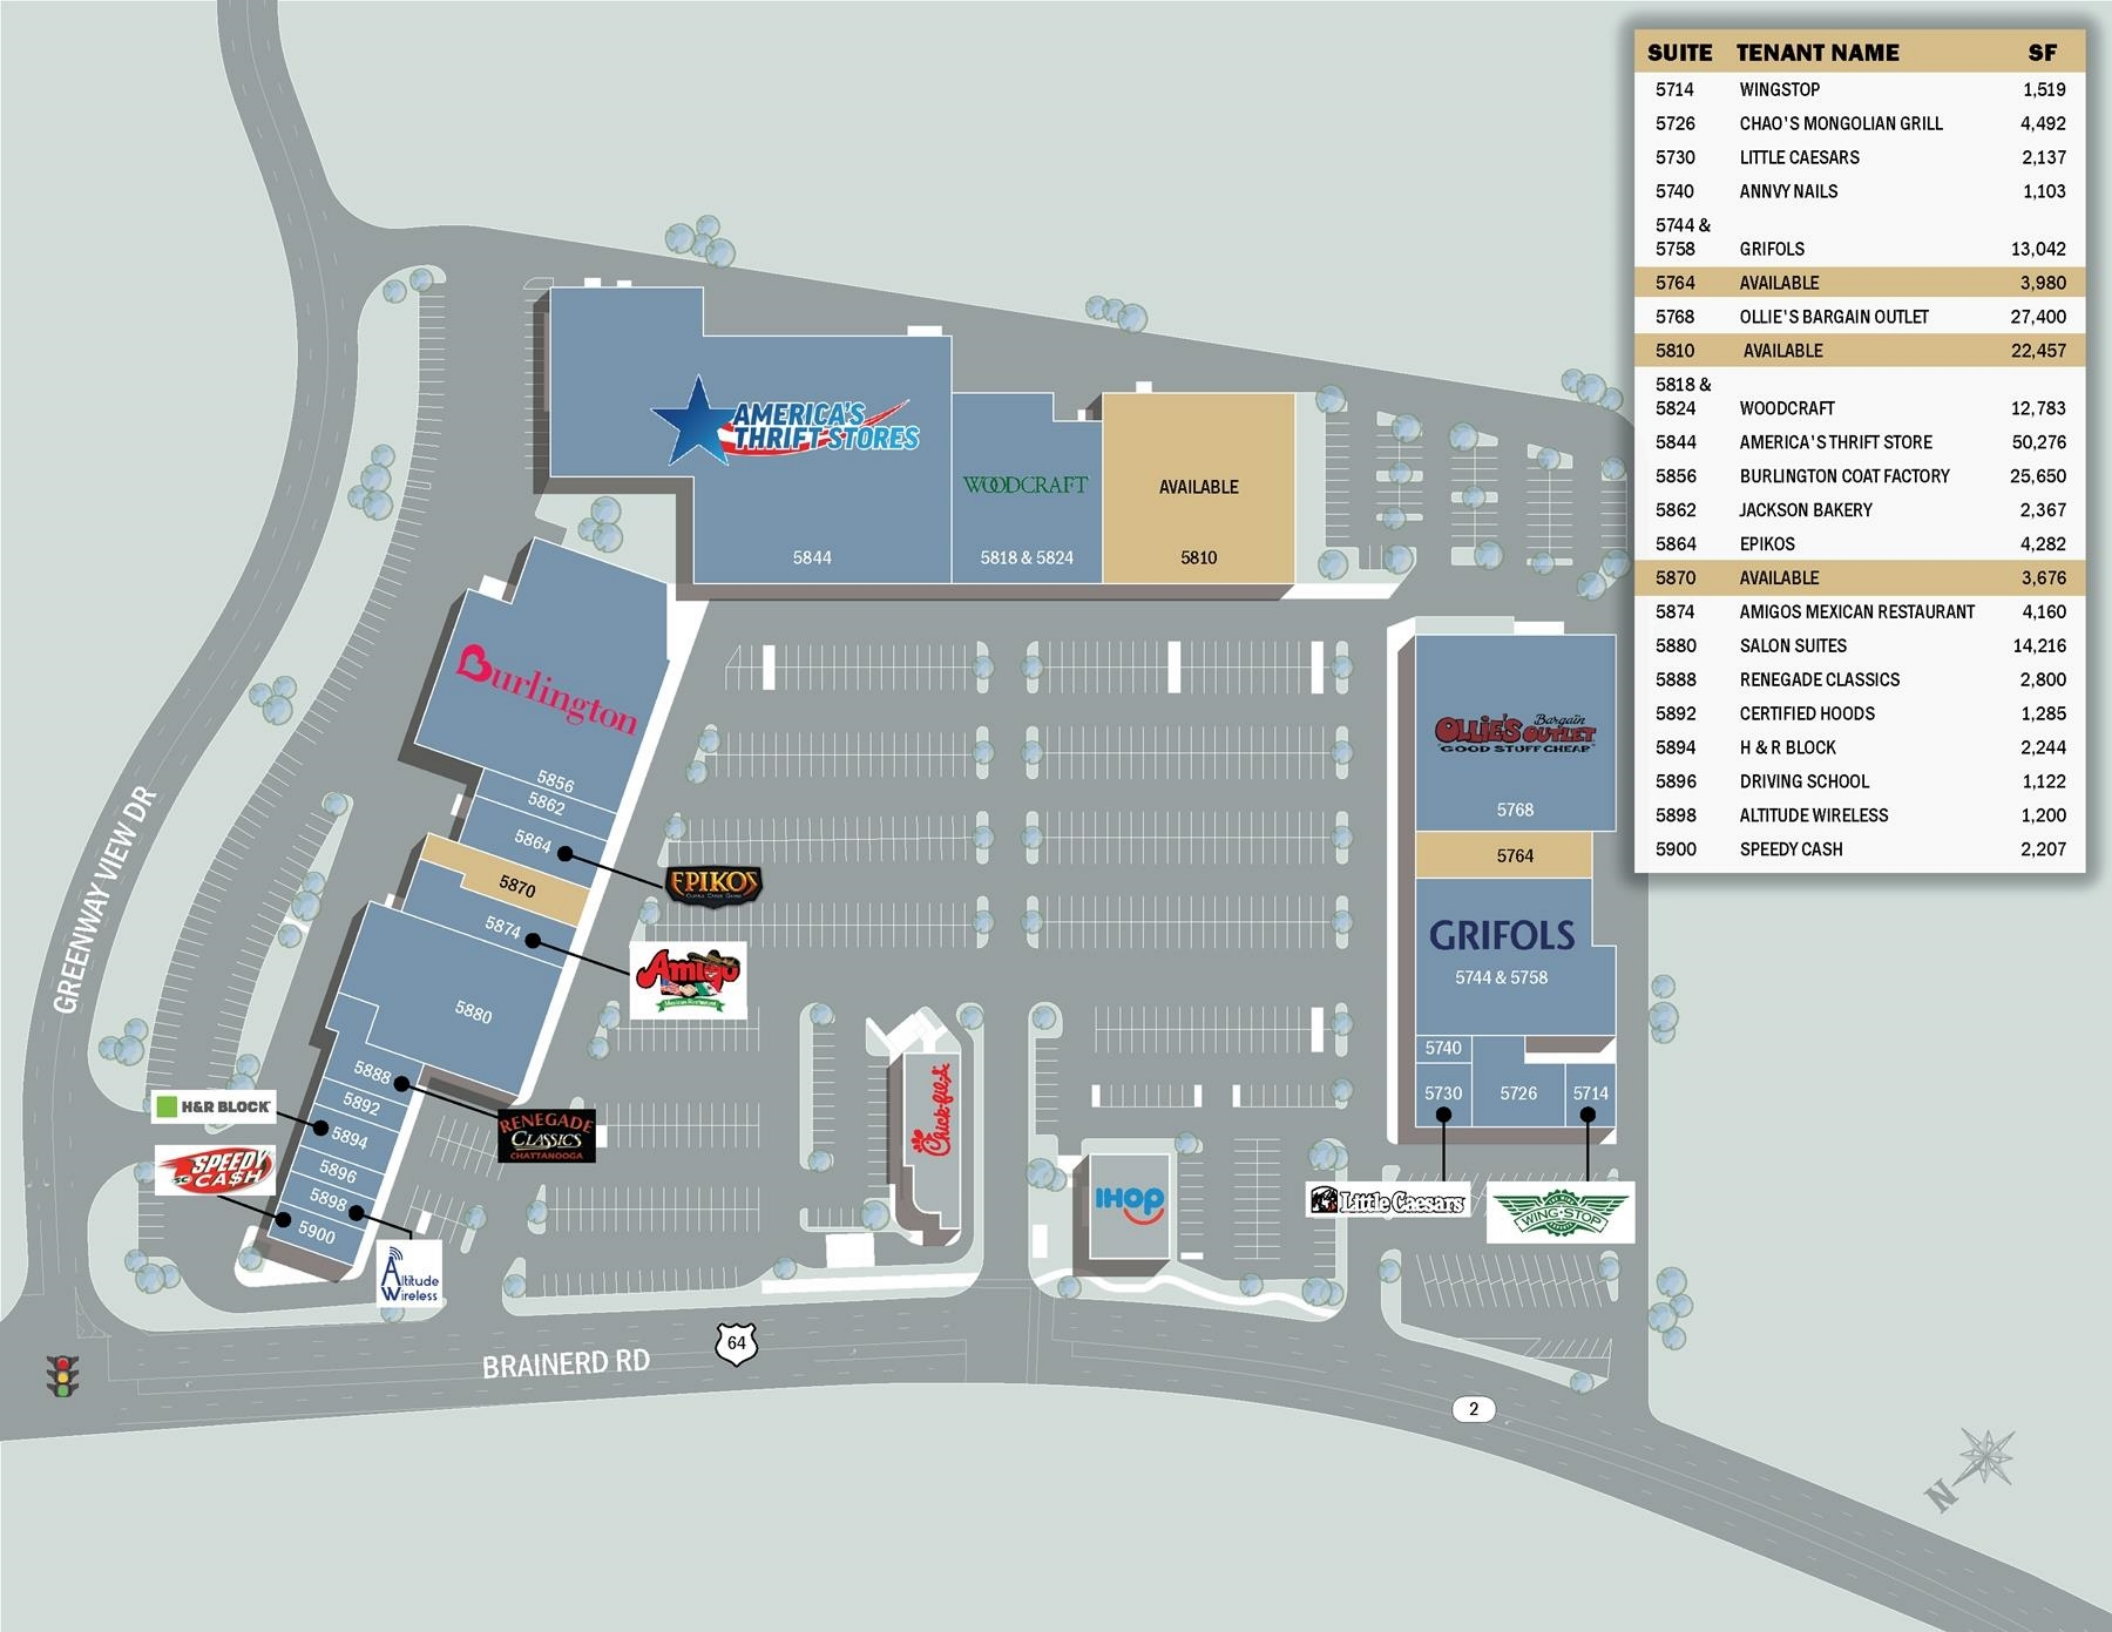 SUITE TENANT NAME SF
5714 WINGSTOP 1,519
5726 CHAO'S MONGOLIAN GRILL 4,492
5730 LITTLE CAESARS 2,137
5740 ANNVY NAILS 1,103
5744 &
5758 GRIFOLS 13,042
5764 AVAILABLE 3,980
5768 OLLIE'S BARGAIN OUTLET 27,400
5810 AVAILABLE 22,457
5818 &
5824 WOODCRAFT 12,783
5844 AMERICA'S THRIFT STORE 50,276
5856 BURLINGTON COAT FACTORY 25,650
5862 JACKSON BAKERY 2,367
5864 EPIKOS 4,282
5870 AVAILABLE 3,676
5874 AMIGOS MEXICAN RESTAURANT 4,160
5880 SALON SUITES 14,216
5888 RENEGADE CLASSICS 2,800
5892 CERTIFIED HOODS 1,285
5894 H & R BLOCK 2,244
5896 DRIVING SCHOOL 1,122
5898 ALTITUDE WIRELESS 1,200
5900 SPEEDY CASH 2,207
AMERICA'S
THRIFT STORES
5844
WOODCRAFT
5818 & 5824
AVAILABLE
5810
Burlington
5856
5862
5864
EPIKOS
5870
5874
Amigo
Mexican Restaurant
5880
5888
RENEGADE
CLASSICS
CHATTANOOGA
5892
H&R BLOCK
5894
5896
SPEEDY
CA$H
5898
5900
Altitude
Wireless
OLLIE'S Bargain
OUTLET
"GOOD STUFF CHEAP"
5768
5764
GRIFOLS
5744 & 5758
5740
5730
5726
5714
Little Caesars
WING STOP
Chick-fil-A
IHOP
GREENWAY VIEW DR
BRAINERD RD
64
2
N